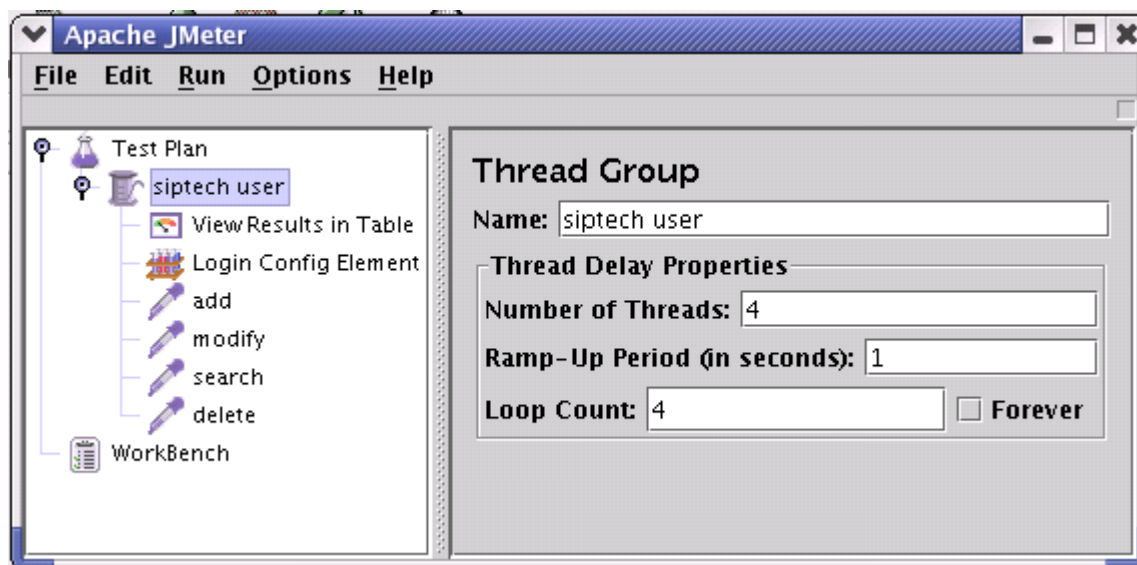 Apache JMeter
File Edit Run Options Help
Test Plan
siptech user
View Results in Table
Login Config Element
add
modify
search
delete
WorkBench
Thread Group
Name: siptech user
Thread Delay Properties
Number of Threads: 4
Ramp-Up Period (in seconds): 1
Loop Count: 4 Forever